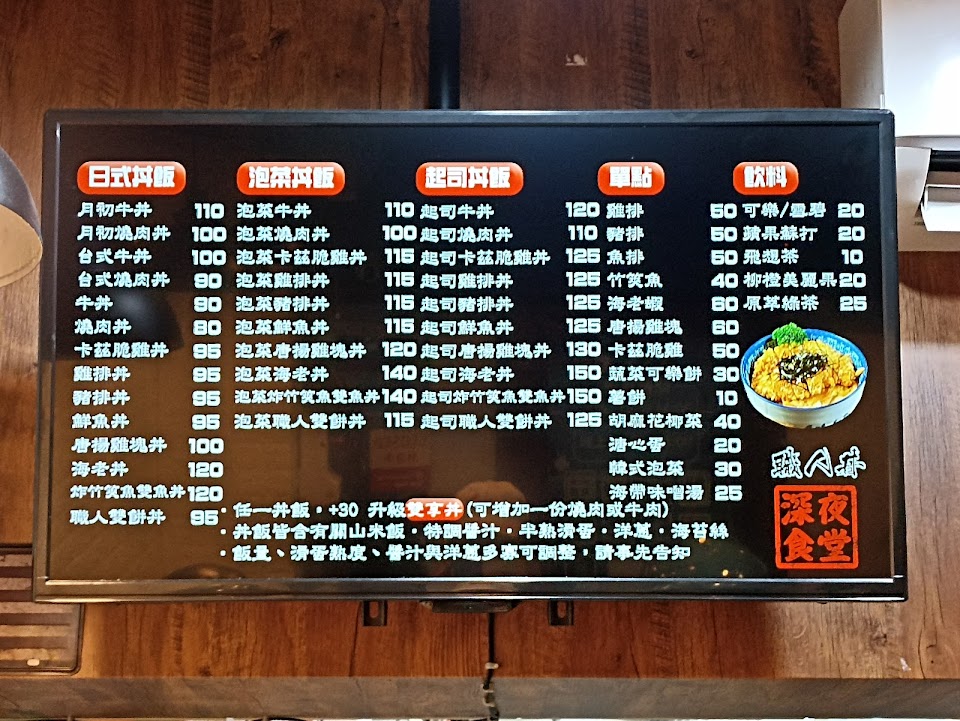 日式丼飯
月初牛丼 110
月初燒肉丼 100
台式牛丼 100
台式燒肉丼 90
牛丼 90
燒肉丼 80
卡茲脆雞丼 95
雞排丼 95
豬排丼 95
鮮魚丼 95
唐揚雞塊丼 100
海老丼 120
炸竹筴魚雙魚丼 120
職人雙餅丼 95
泡菜丼飯
泡菜牛丼 110
泡菜燒肉丼 100
泡菜卡茲脆雞丼 115
泡菜雞排丼 115
泡菜豬排丼 115
泡菜鮮魚丼 115
泡菜唐揚雞塊丼 120
泡菜海老丼 140
泡菜炸竹筴魚雙魚丼 140
泡菜職人雙餅丼 115
起司丼飯
起司牛丼 120
起司燒肉丼 110
起司卡茲脆雞丼 125
起司雞排丼 125
起司豬排丼 125
起司鮮魚丼 125
起司唐揚雞塊丼 130
起司海老丼 150
起司炸竹筴魚雙魚丼 150
起司職人雙餅丼 125
單點
雞排 50
豬排 50
魚排 50
竹筴魚 40
海老蝦 60
唐揚雞塊 60
卡茲脆雞 50
蔬菜可樂餅 30
薯餅 10
胡麻花椰菜 40
溏心蛋 20
韓式泡菜 30
海帶味噌湯 25
飲料
可樂/雪碧 20
蘋果蘇打 20
飛想茶 10
柳橙美麗果 20
原萃綠茶 25
・任一丼飯，+30 升級雙享丼(可增加一份燒肉或牛肉)
・丼飯皆含有關山米飯・特調醬汁・半熟滑蛋・洋蔥・海苔絲
・飯量、滑蛋熟度、醬汁與洋蔥多寡可調整，請事先告知
職人丼
深夜
食堂